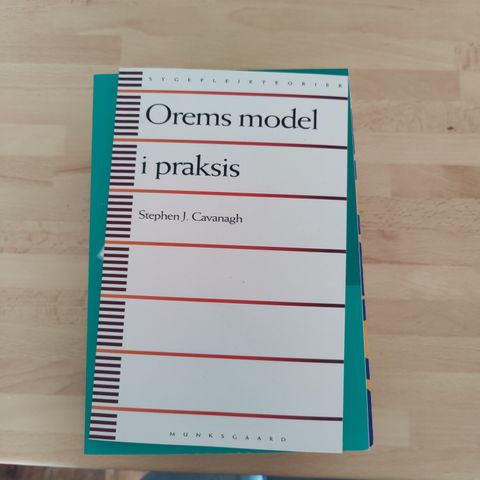 SYGEPLEJETEORIER
Orems model
i praksis
Stephen J. Cavanagh
MUNKSGAARD